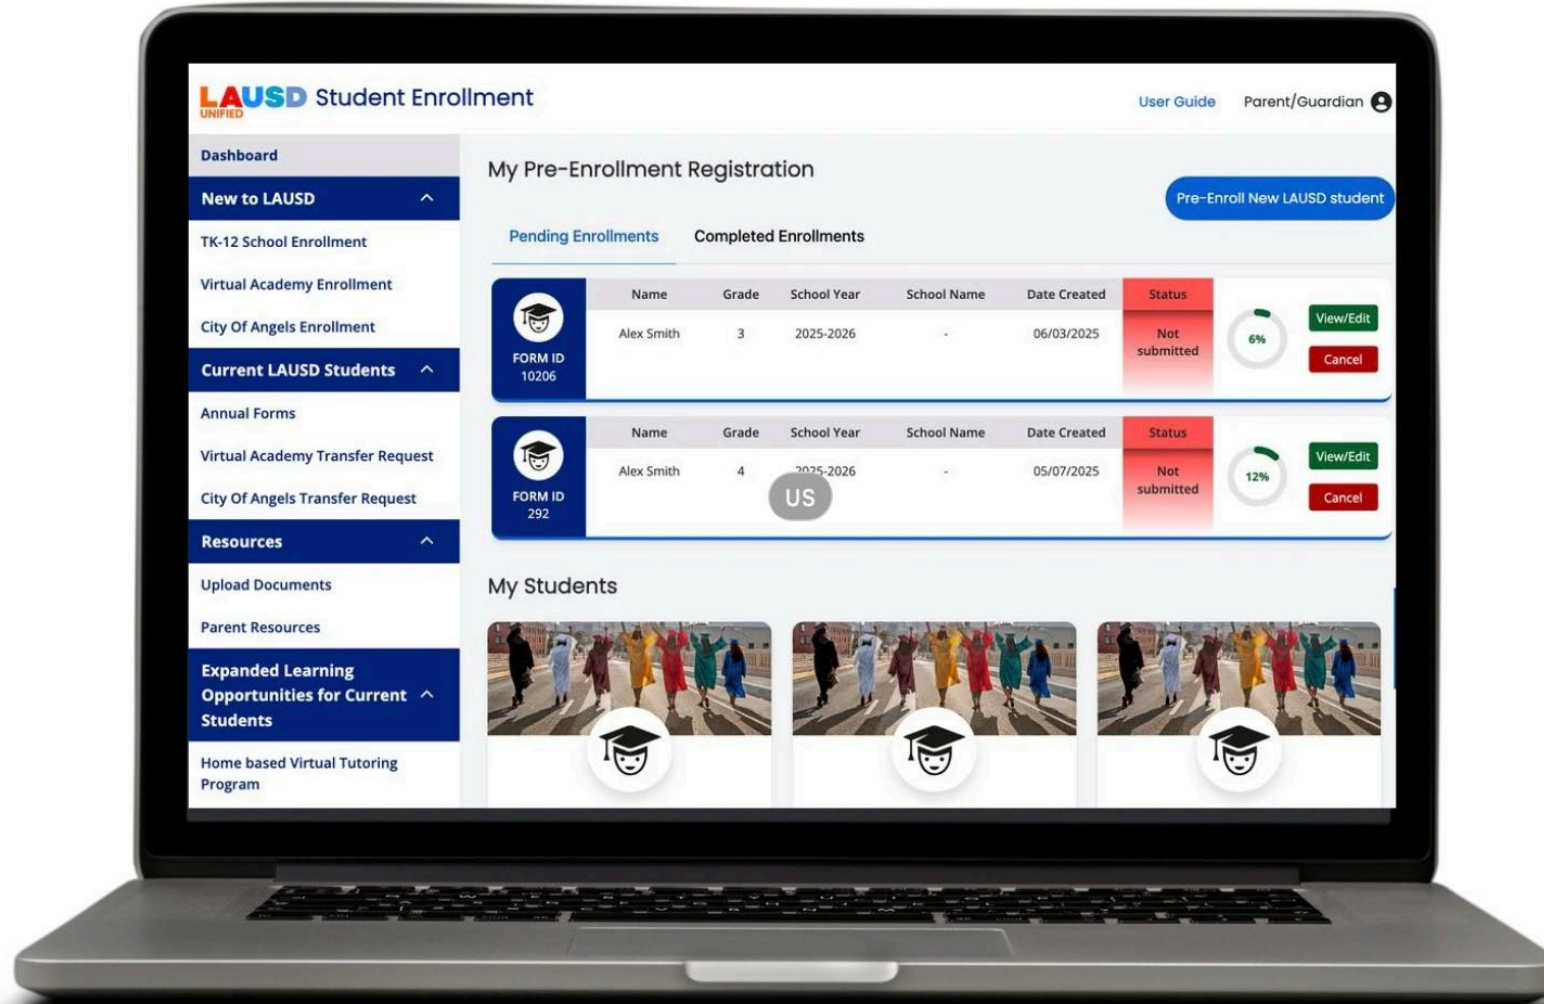 LAUSD
UNIFIED
Student Enrollment
User Guide
Parent/Guardian
Dashboard
New to LAUSD
TK-12 School Enrollment
Virtual Academy Enrollment
City Of Angels Enrollment
Current LAUSD Students
Annual Forms
Virtual Academy Transfer Request
City Of Angels Transfer Request
Resources
Upload Documents
Parent Resources
Expanded Learning
Opportunities for Current
Students
Home based Virtual Tutoring
Program
My Pre-Enrollment Registration
Pre-Enroll New LAUSD student
Pending Enrollments Completed Enrollments
FORM ID
10206
Name Grade School Year School Name Date Created Status
Alex Smith 3 2025-2026 - 06/03/2025 Not
submitted
6%
View/Edit
Cancel
FORM ID
292
Name Grade School Year School Name Date Created Status
Alex Smith 4 2025-2026 - 05/07/2025 Not
submitted
12%
View/Edit
Cancel
US
My Students